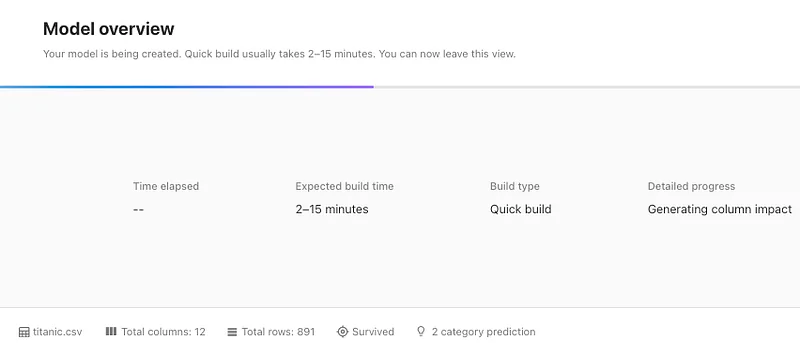 Model overview
Your model is being created. Quick build usually takes 2–15 minutes. You can now leave this view.
Time elapsed Expected build time Build type Detailed progress
-- 2–15 minutes Quick build Generating column impact
titanic.csv Total columns: 12 Total rows: 891 Survived 2 category prediction